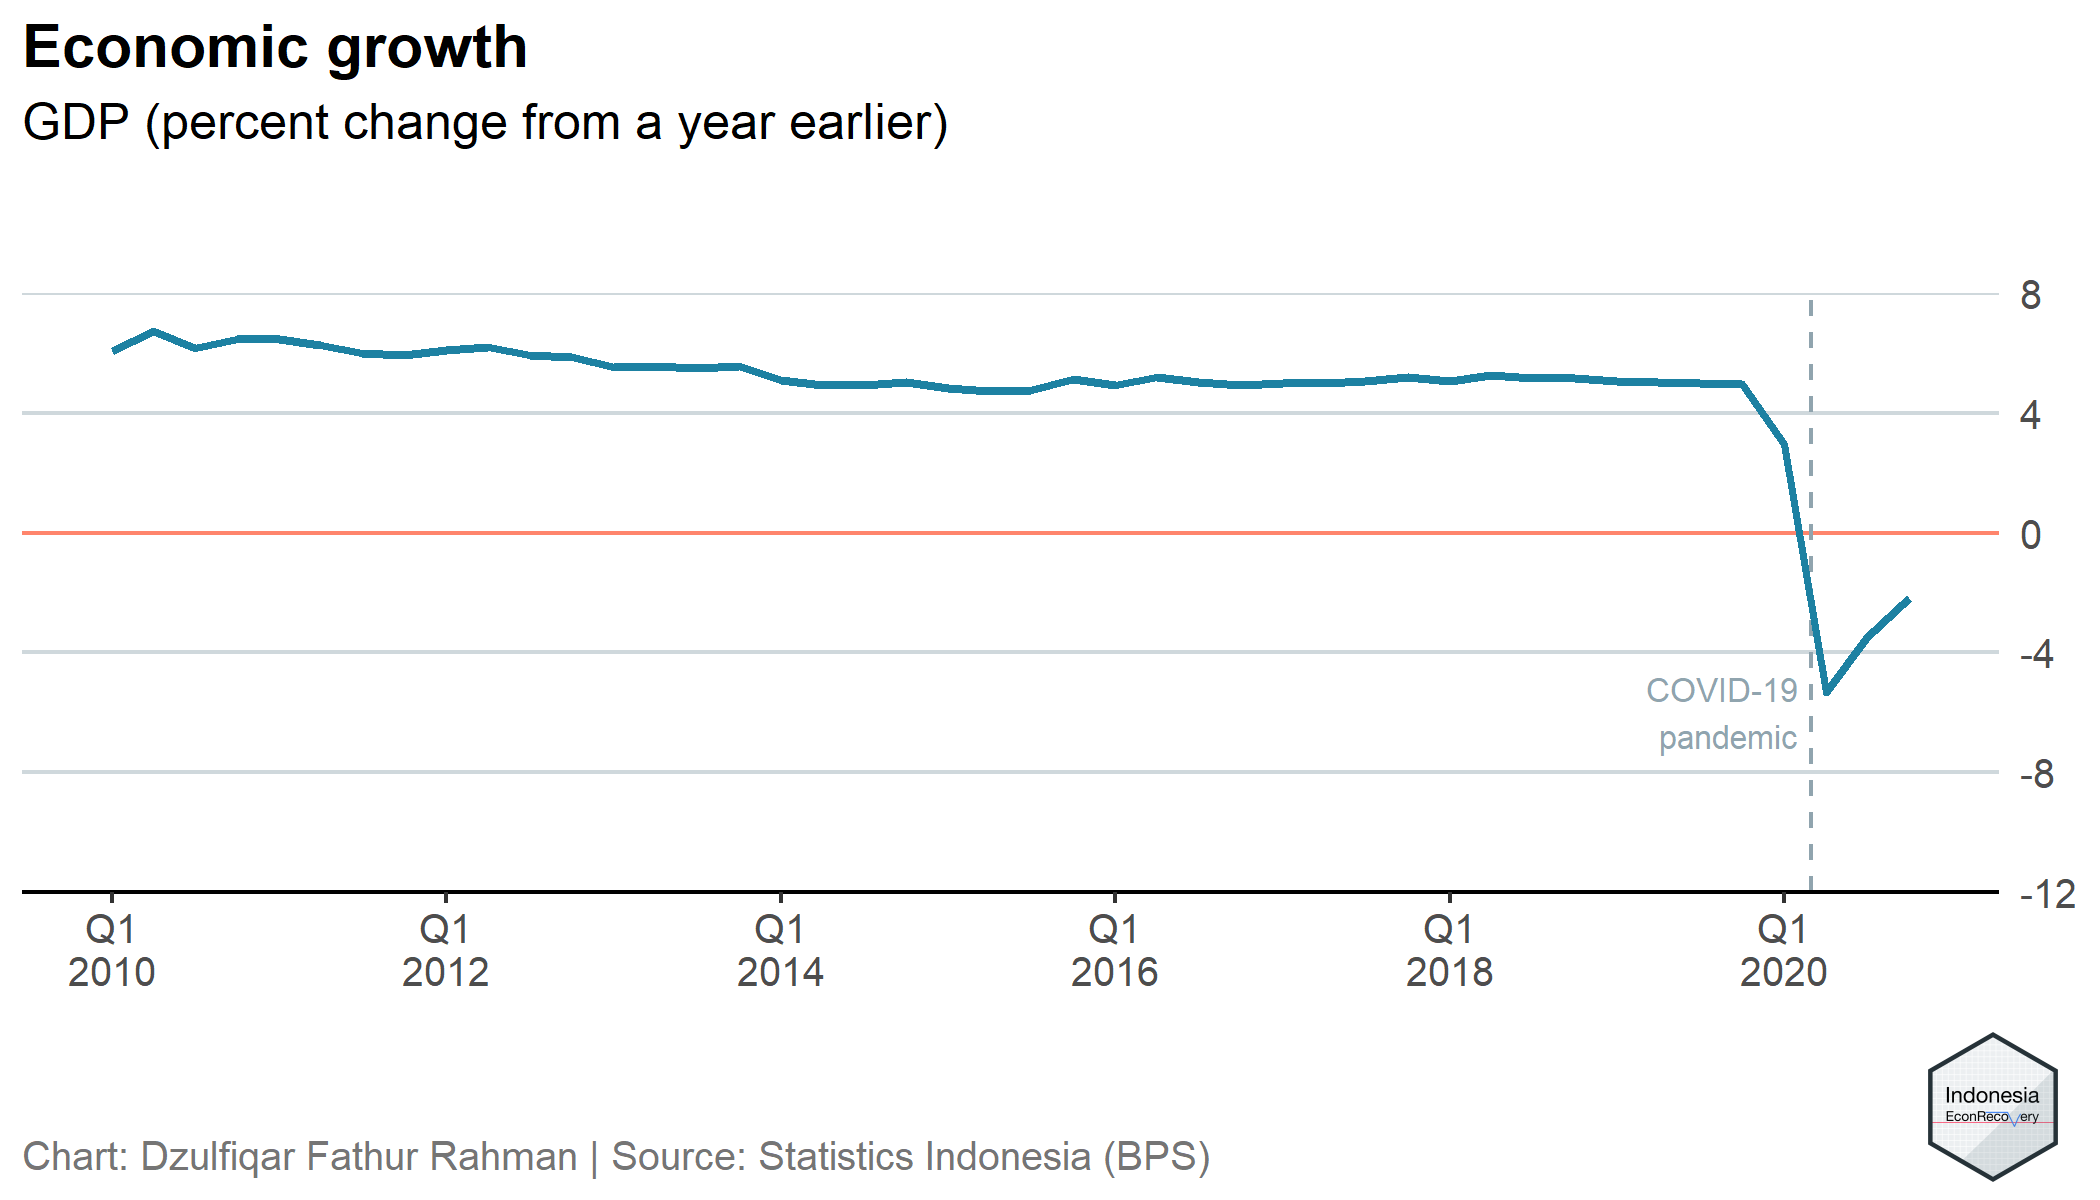 Economic growth
GDP (percent change from a year earlier)
8
4
0
-4
COVID-19
pandemic
-8
-12
Q1 Q1 Q1 Q1 Q1 Q1
2010 2012 2014 2016 2018 2020
Indonesia
EconRecovery
Chart: Dzulfiqar Fathur Rahman | Source: Statistics Indonesia (BPS)